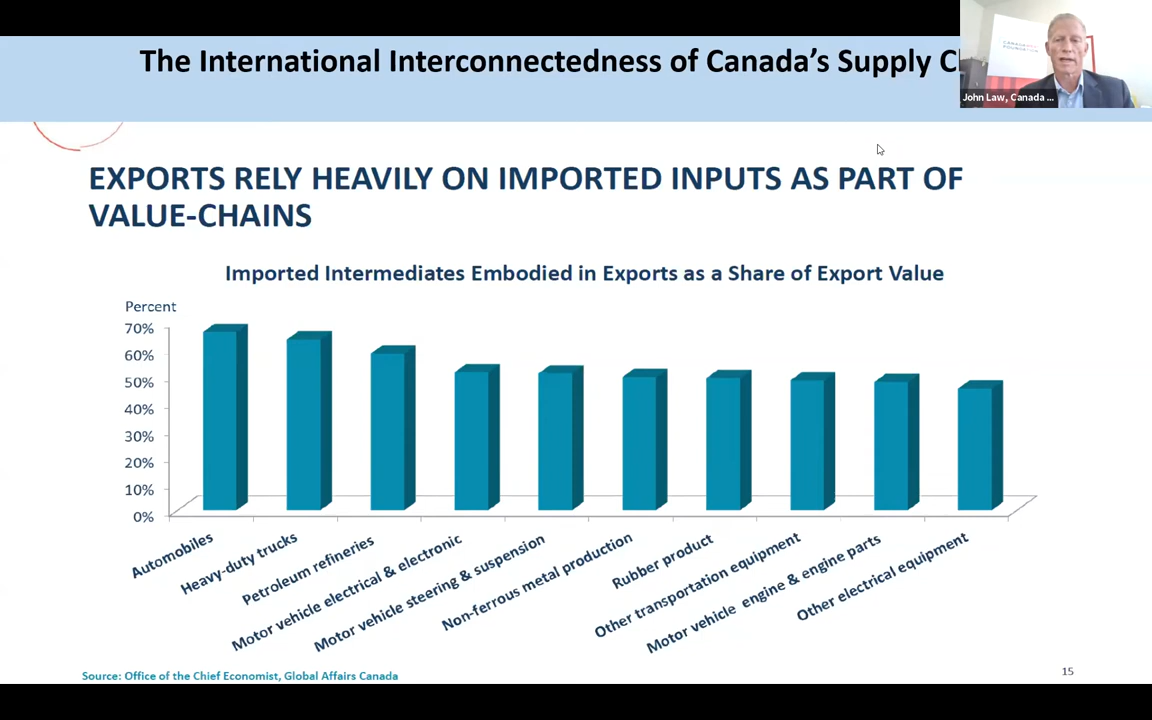 The International Interconnectedness of Canada's Supply
John Law, Canada ...
EXPORTS RELY HEAVILY ON IMPORTED INPUTS AS PART OF
VALUE-CHAINS
Imported Intermediates Embodied in Exports as a Share of Export Value
Percent
70%
60%
50%
40%
30%
20%
10%
0%
Automobiles
Heavy-duty trucks
Petroleum refineries
Motor vehicle electrical & electronic
Motor vehicle steering & suspension
Non-ferrous metal production
Rubber product
Other transportation equipment
Motor vehicle engine & engine parts
Other electrical equipment
Source: Office of the Chief Economist, Global Affairs Canada
15